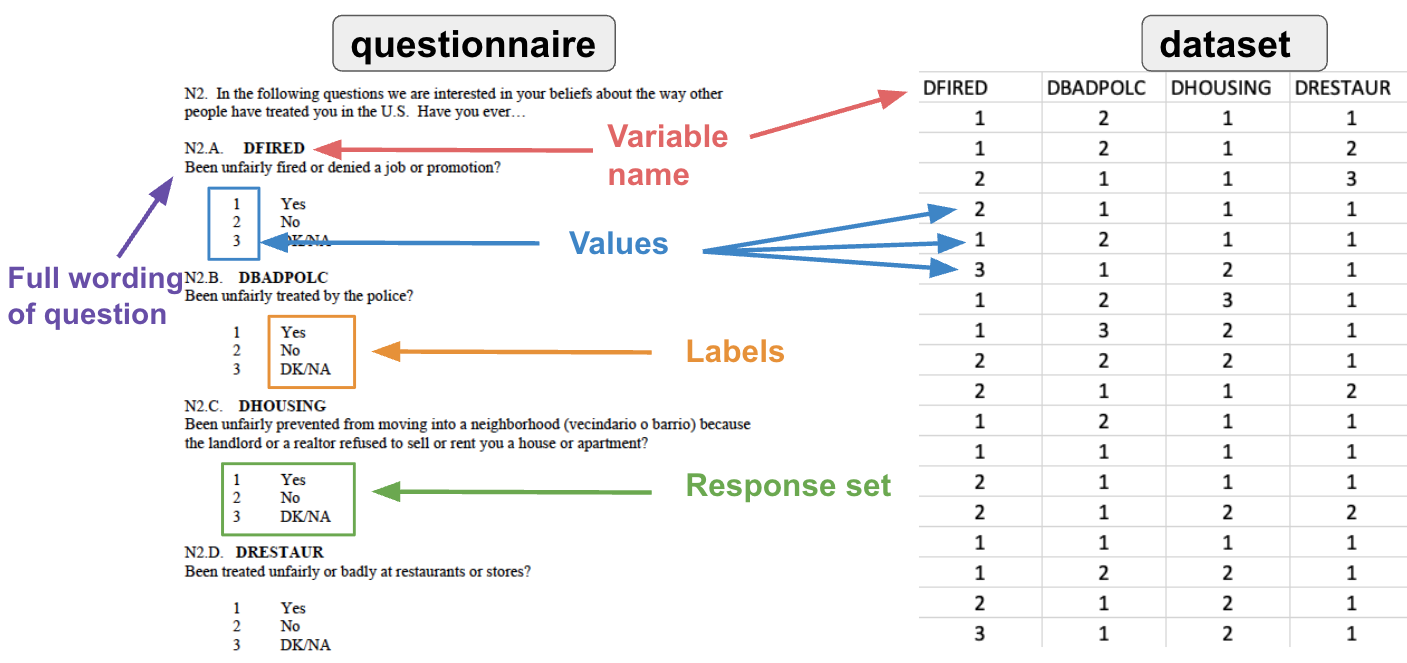 questionnaire
N2. In the following questions we are interested in your beliefs about the way other
people have treated you in the U.S. Have you ever…
N2.A. DFIRED
Been unfairly fired or denied a job or promotion?
1 Yes
2 No
3 DK/NA
N2.B. DBADPOLC
Been unfairly treated by the police?
1 Yes
2 No
3 DK/NA
N2.C. DHOUSING
Been unfairly prevented from moving into a neighborhood (vecindario o barrio) because
the landlord or a realtor refused to sell or rent you a house or apartment?
1 Yes
2 No
3 DK/NA
N2.D. DRESTAUR
Been treated unfairly or badly at restaurants or stores?
1 Yes
2 No
3 DK/NA
Full wording
of question
Variable
name
Values
Labels
Response set
dataset
DFIRED DBADPOLC DHOUSING DRESTAUR
1 2 1 1
1 2 1 2
2 1 1 3
2 1 1 1
1 2 1 1
3 1 2 1
1 2 3 1
1 3 2 1
2 2 2 1
2 1 1 2
1 2 1 1
1 1 1 1
2 1 1 1
2 1 2 2
1 1 1 1
1 2 2 1
2 1 2 1
3 1 2 1